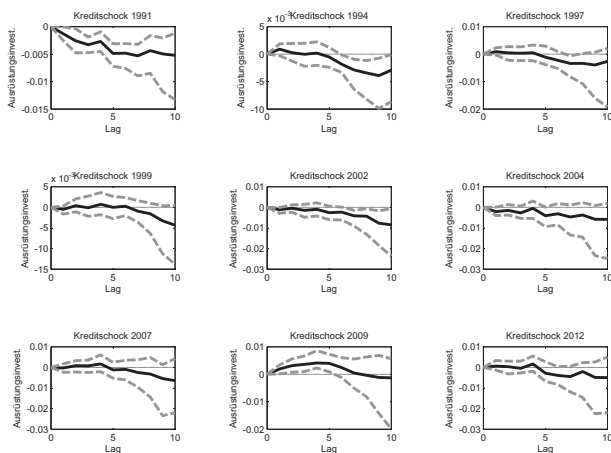 Kreditschock 1991
0
-0.005
-0.01
-0.015
0 5 10
Lag
Ausrüstungsinvest.
Kreditschock 1994
x 10⁻³
5
0
-5
-10
0 5 10
Lag
Ausrüstungsinvest.
Kreditschock 1997
0.01
0
-0.01
-0.02
0 5 10
Lag
Ausrüstungsinvest.
Kreditschock 1999
x 10⁻³
5
0
-5
-10
-15
0 5 10
Lag
Ausrüstungsinvest.
Kreditschock 2002
0.01
0
-0.01
-0.02
-0.03
0 5 10
Lag
Ausrüstungsinvest.
Kreditschock 2004
0.01
0
-0.01
-0.02
-0.03
0 5 10
Lag
Ausrüstungsinvest.
Kreditschock 2007
0.01
0
-0.01
-0.02
-0.03
0 5 10
Lag
Ausrüstungsinvest.
Kreditschock 2009
0.01
0
-0.01
-0.02
0 5 10
Lag
Ausrüstungsinvest.
Kreditschock 2012
0.01
0
-0.01
-0.02
-0.03
0 5 10
Lag
Ausrüstungsinvest.